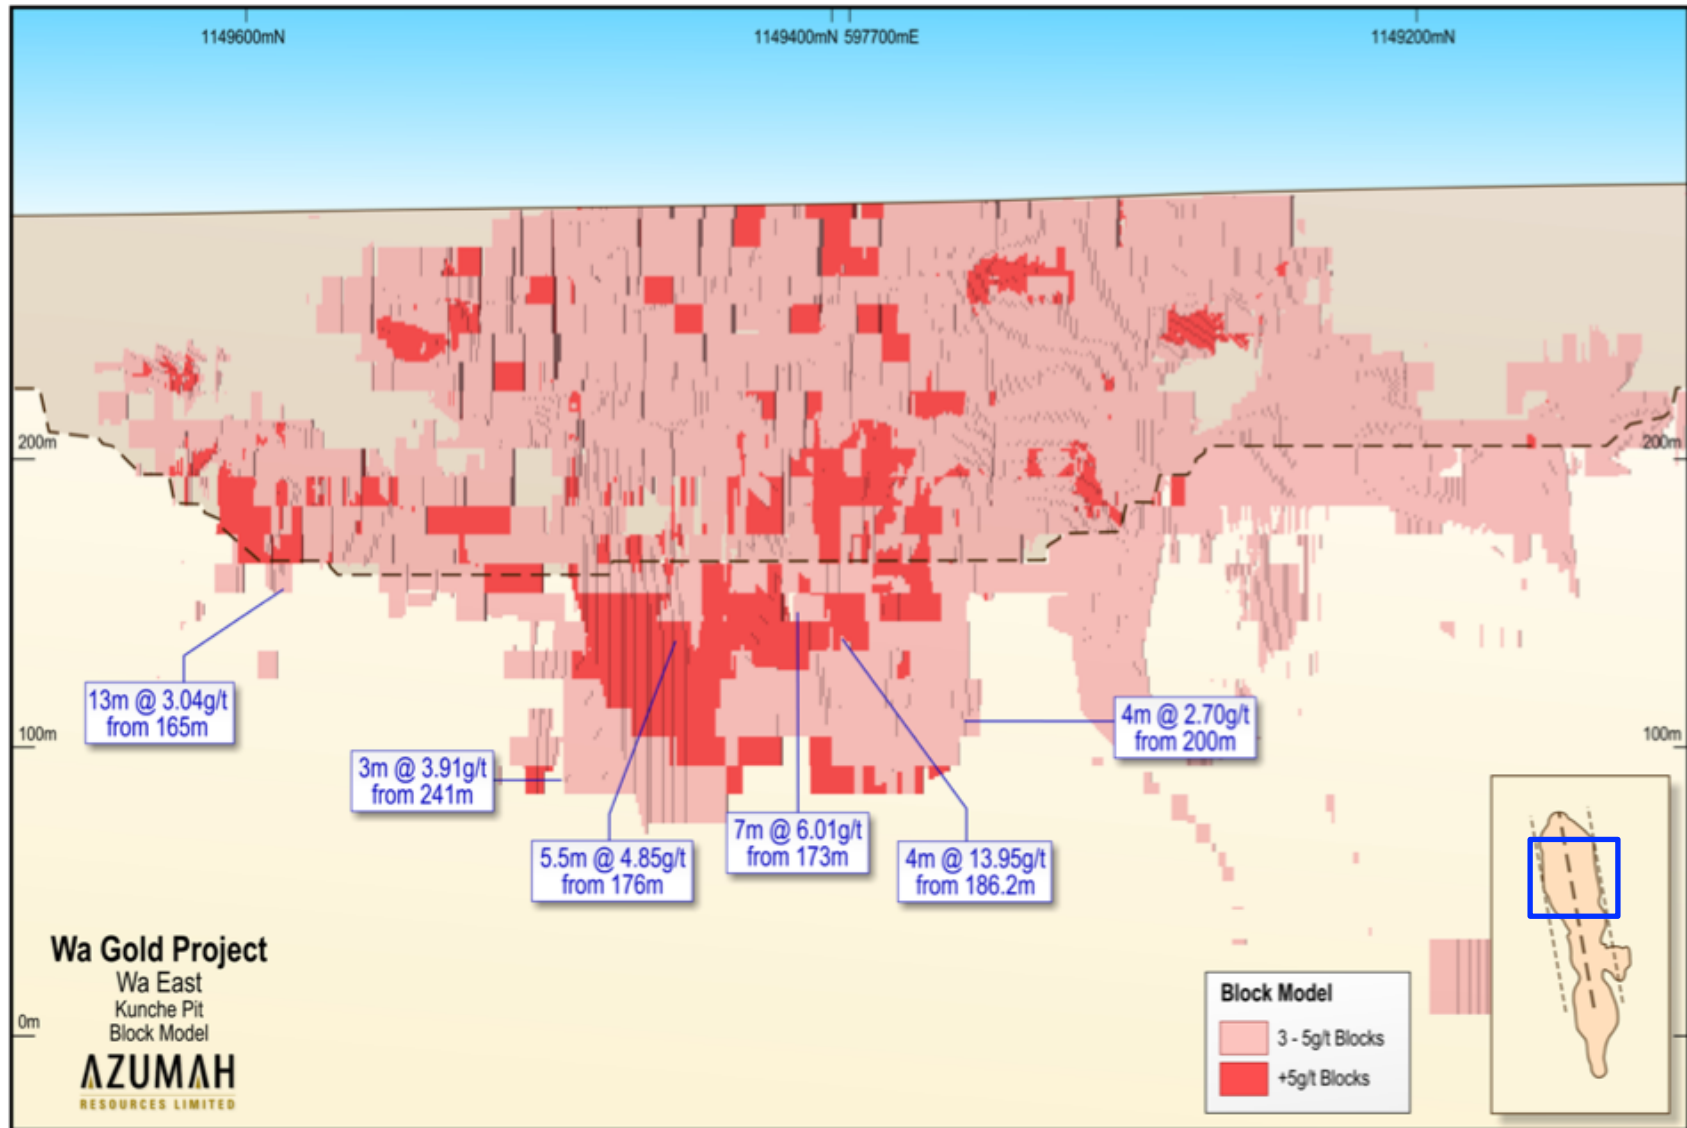 1149600mN
1149400mN 597700mE
1149200mN
200m
200m
13m @ 3.04g/t
from 165m
4m @ 2.70g/t
from 200m
100m
100m
3m @ 3.91g/t
from 241m
5.5m @ 4.85g/t
from 176m
7m @ 6.01g/t
from 173m
4m @ 13.95g/t
from 186.2m
Wa Gold Project
Wa East
Kunche Pit
Block Model
0m
AZUMAH
RESOURCES LIMITED
Block Model
3 - 5g/t Blocks
+5g/t Blocks